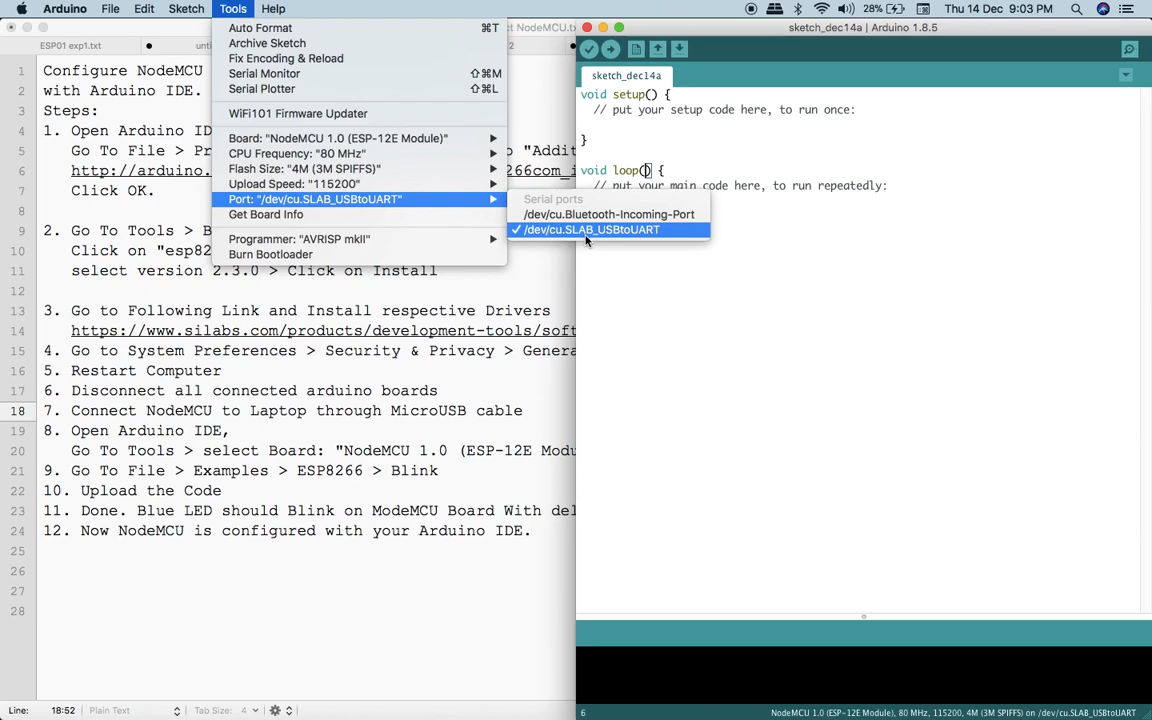 Arduino File Edit Sketch Tools Help 28% Thu 14 Dec 9:03 PM
ESP01 exp1.txt
Configure NodeMCU
with Arduino IDE.
Steps:
1. Open Arduino ID
Go To File > Pr
"Addit
http://arduino.
266com_i
Click OK.
2. Go To Tools > B
Click on "esp82
select version 2.3.0 > Click on Install
3. Go to Following Link and Install respective Drivers
https://www.silabs.com/products/development-tools/soft
4. Go to System Preferences > Security & Privacy > Genera
5. Restart Computer
6. Disconnect all connected arduino boards
7. Connect NodeMCU to Laptop through MicroUSB cable
8. Open Arduino IDE,
Go To Tools > select Board: "NodeMCU 1.0 (ESP-12E Modu
9. Go To File > Examples > ESP8266 > Blink
10. Upload the Code
11. Done. Blue LED should Blink on ModeMCU Board With del
12. Now NodeMCU is configured with your Arduino IDE.
1
2
3
4
5
6
7
8
9
10
11
12
13
14
15
16
17
18
19
20
21
22
23
24
25
26
27
28
Line: 18:52 Plain Text Tab Size: 4
Auto Format ⌘T
Archive Sketch
Fix Encoding & Reload
Serial Monitor ⇧⌘M
Serial Plotter ⇧⌘L
WiFi101 Firmware Updater
Board: "NodeMCU 1.0 (ESP-12E Module)"
CPU Frequency: "80 MHz"
Flash Size: "4M (3M SPIFFS)"
Upload Speed: "115200"
Port: "/dev/cu.SLAB_USBtoUART"
Get Board Info
Programmer: "AVRISP mkII"
Burn Bootloader
Serial ports
/dev/cu.Bluetooth-Incoming-Port
✓ /dev/cu.SLAB_USBtoUART
sketch_dec14a | Arduino 1.8.5
sketch_dec14a
void setup() {
// put your setup code here, to run once:
}
void loop() {
// put your main code here, to run repeatedly:
6 NodeMCU 1.0 (ESP-12E Module), 80 MHz, 115200, 4M (3M SPIFFS) on /dev/cu.SLAB_USBtoUART